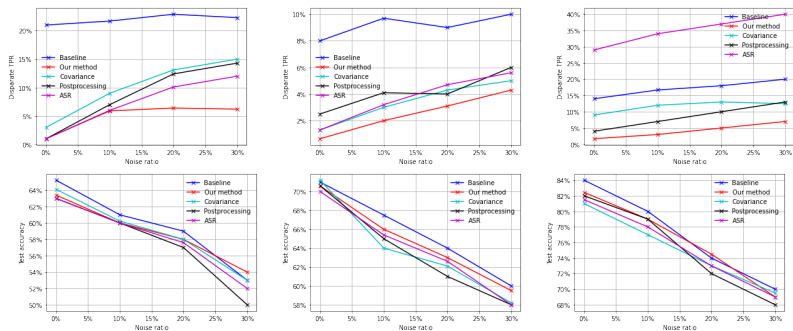 20%
15%
10%
5%
0%
Disparate TPR
Baseline
Our method
Covariance
Postprocessing
ASR
0% 5% 10% 15% 20% 25% 30%
Noise ratio
10%
8%
6%
4%
2%
Disparate TPR
Baseline
Our method
Covariance
Postprocessing
ASR
0% 5% 10% 15% 20% 25% 30%
Noise ratio
40%
35%
30%
25%
20%
15%
10%
5%
0%
Disparate TPR
Baseline
Our method
Covariance
Postprocessing
ASR
0% 5% 10% 15% 20% 25% 30%
Noise ratio
64%
62%
60%
58%
56%
54%
52%
50%
Test accuracy
Baseline
Our method
Covariance
Postprocessing
ASR
0% 5% 10% 15% 20% 25% 30%
Noise ratio
70%
68%
66%
64%
62%
60%
58%
Test accuracy
Baseline
Our method
Covariance
Postprocessing
ASR
0% 5% 10% 15% 20% 25% 30%
Noise ratio
84%
82%
80%
78%
76%
74%
72%
70%
68%
Test accuracy
Baseline
Our method
Covariance
Postprocessing
ASR
0% 5% 10% 15% 20% 25% 30%
Noise ratio